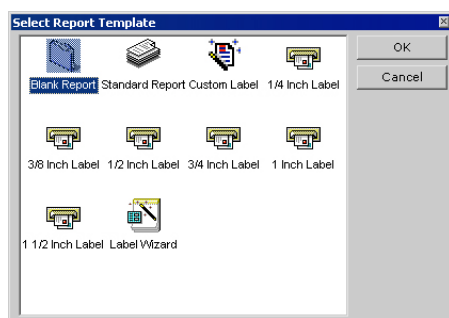 Select Report Template
OK
Cancel
Blank Report Standard Report Custom Label 1/4 Inch Label
3/8 Inch Label 1/2 Inch Label 3/4 Inch Label 1 Inch Label
1 1/2 Inch Label Label Wizard